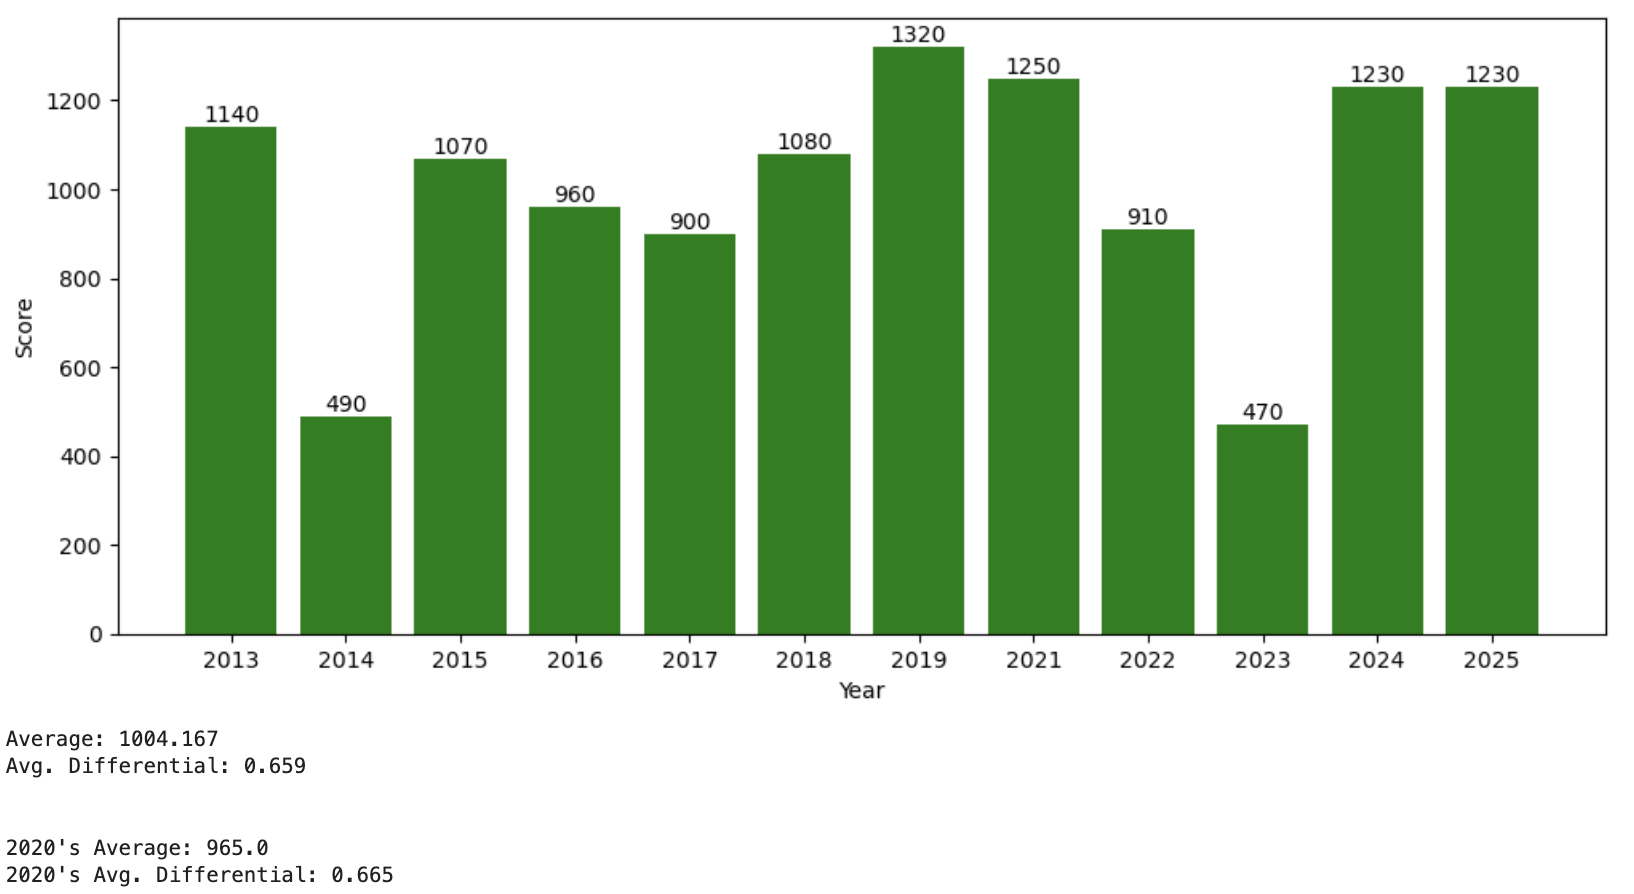 1320
1250
1230 1230
1200
1140
1080
1070
1000
960
910
900
800
Score
600
490
470
400
200
0
2013 2014 2015 2016 2017 2018 2019 2021 2022 2023 2024 2025
Year
Average: 1004.167
Avg. Differential: 0.659
2020's Average: 965.0
2020's Avg. Differential: 0.665